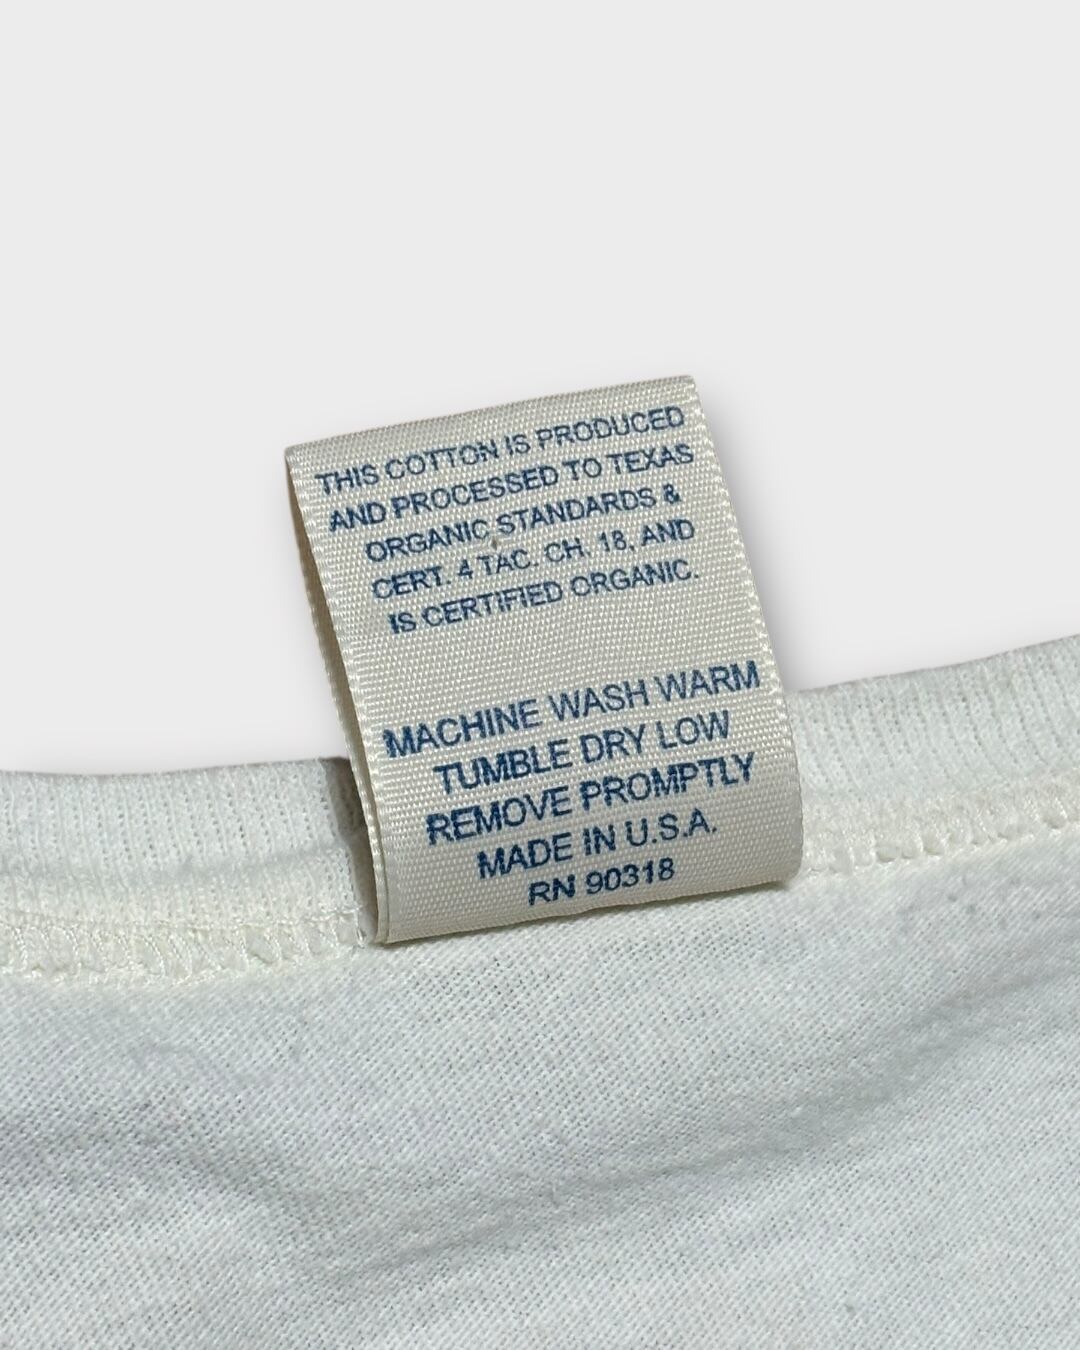 THIS COTTON IS PRODUCED
AND PROCESSED TO TEXAS
ORGANIC STANDARDS &
CERT. 4 TAC. CH. 18, AND
IS CERTIFIED ORGANIC.
MACHINE WASH WARM
TUMBLE DRY LOW
REMOVE PROMPTLY
MADE IN U.S.A.
RN 90318